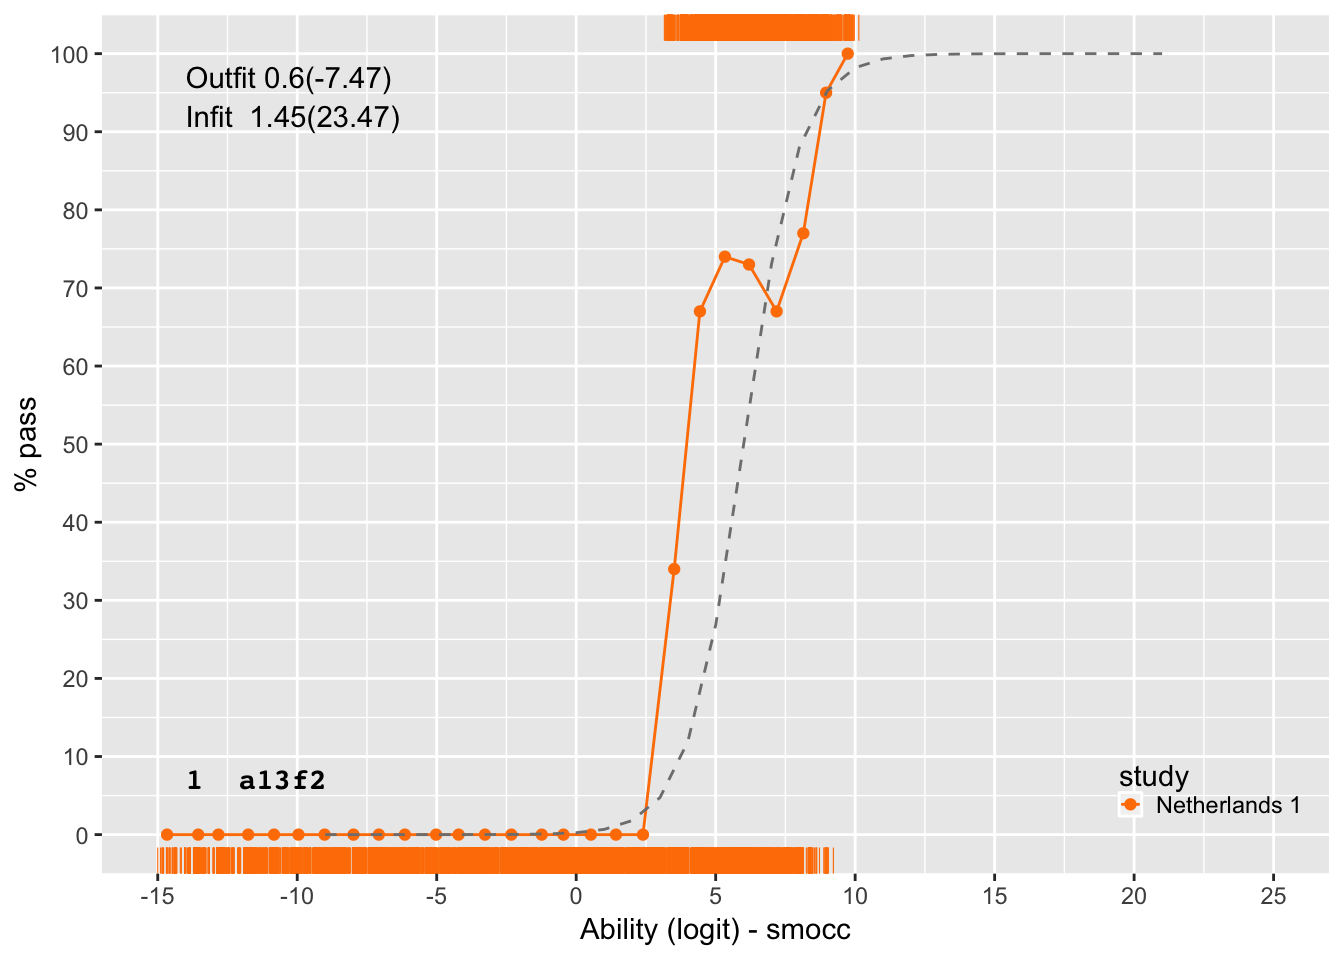 100
90
80
70
60
50
40
30
20
10
0
% pass
Outfit 0.6(-7.47)
Infit  1.45(23.47)
1  a13f2
study
Netherlands 1
-15 -10 -5 0 5 10 15 20 25
Ability (logit) - smocc